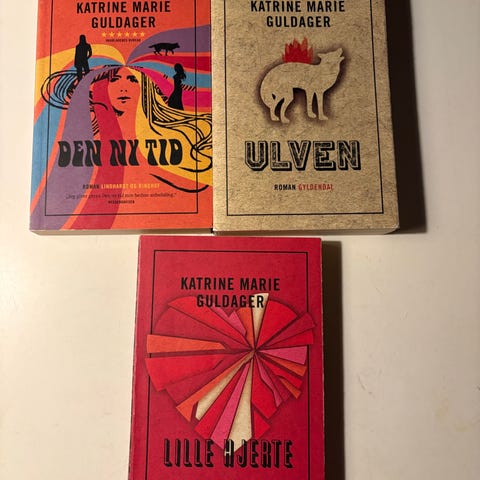 KATRINE MARIE
GULDAGER
★★★★★★
DEN NY TID
ROMAN LINDHARDT OG RINGHOF
KATRINE MARIE
GULDAGER
ULVEN
ROMAN GYLDENDAL
KATRINE MARIE
GULDAGER
LILLE HJERTE